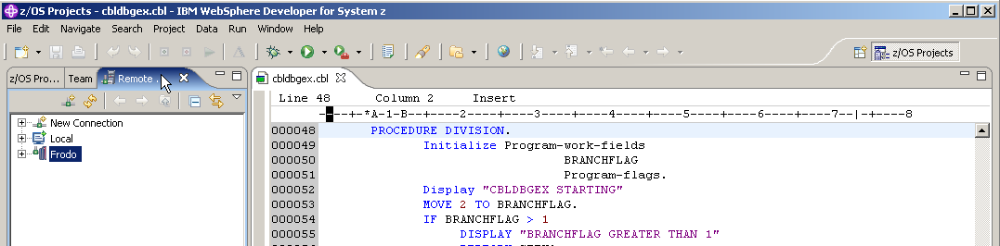 z/OS Projects - cbldbgex.cbl - IBM WebSphere Developer for System z
File Edit Navigate Search Project Data Run Window Help
z/OS Projects
z/OS Pro... Team Remote
cbldbgex.cbl
Line 48 Column 2 Insert
----+-*A-1-B--+----2----+----3----+----4----+----5----+----6----+----7--|-+----8
New Connection
Local
Frodo
000048 PROCEDURE DIVISION.
000049 Initialize Program-work-fields
000050 BRANCHFLAG
000051 Program-flags.
000052 Display "CBLDBGEX STARTING"
000053 MOVE 2 TO BRANCHFLAG.
000054 IF BRANCHFLAG > 1
000055 DISPLAY "BRANCHFLAG GREATER THAN 1"